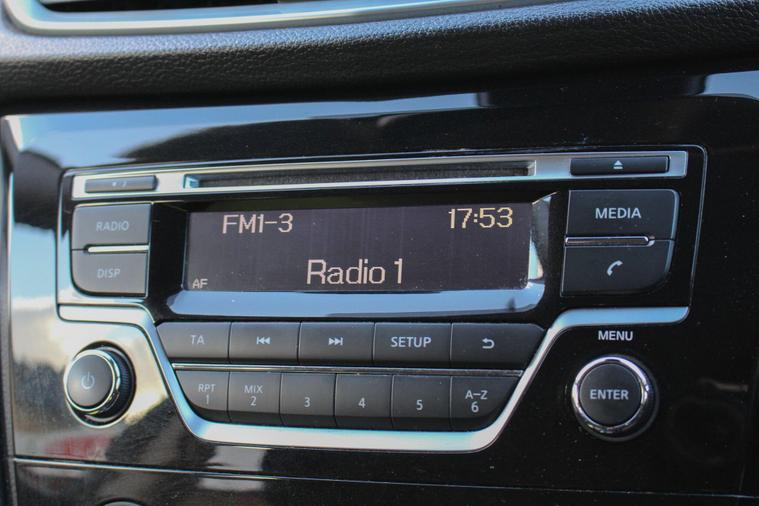 RADIO
DISP
FM1-3 17:53
Radio 1
AF
MEDIA
TA SETUP
MENU
RPT 1
MIX 2
3
4
5
A-Z 6
ENTER